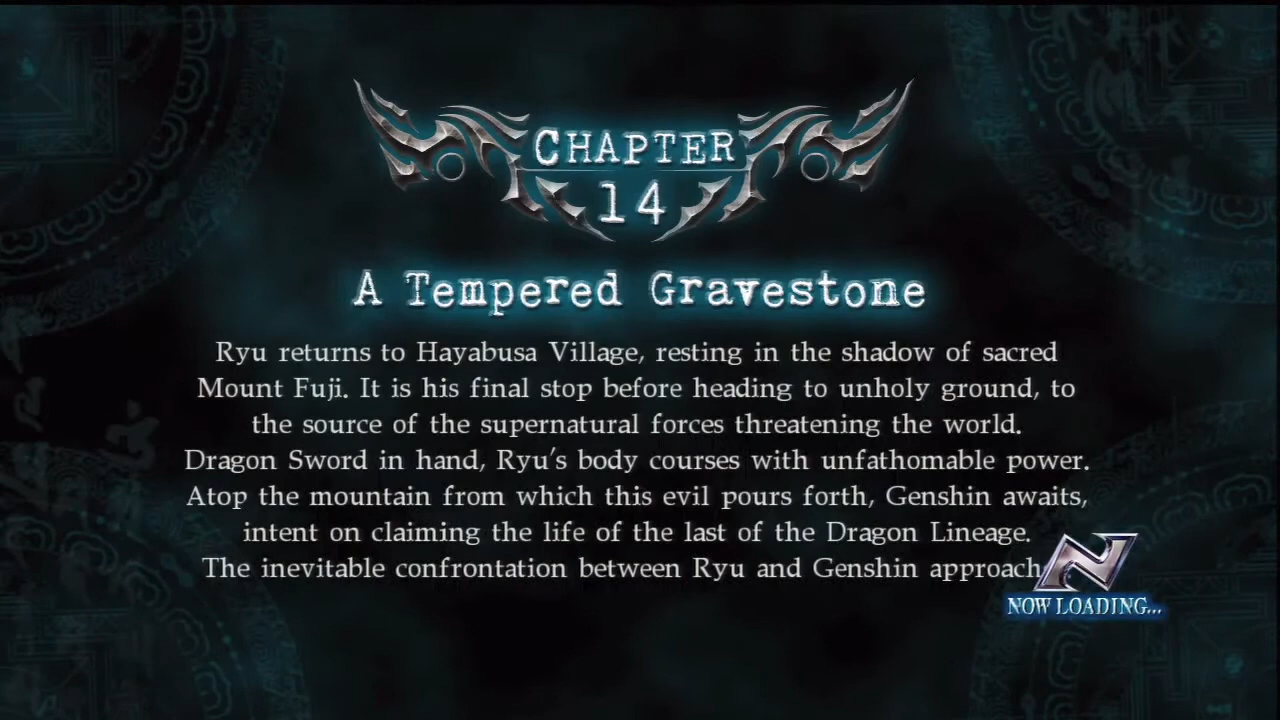 CHAPTER
14
A Tempered Gravestone
Ryu returns to Hayabusa Village, resting in the shadow of sacred
Mount Fuji. It is his final stop before heading to unholy ground, to
the source of the supernatural forces threatening the world.
Dragon Sword in hand, Ryu's body courses with unfathomable power.
Atop the mountain from which this evil pours forth, Genshin awaits,
intent on claiming the life of the last of the Dragon Lineage.
The inevitable confrontation between Ryu and Genshin approach
N
NOW LOADING...